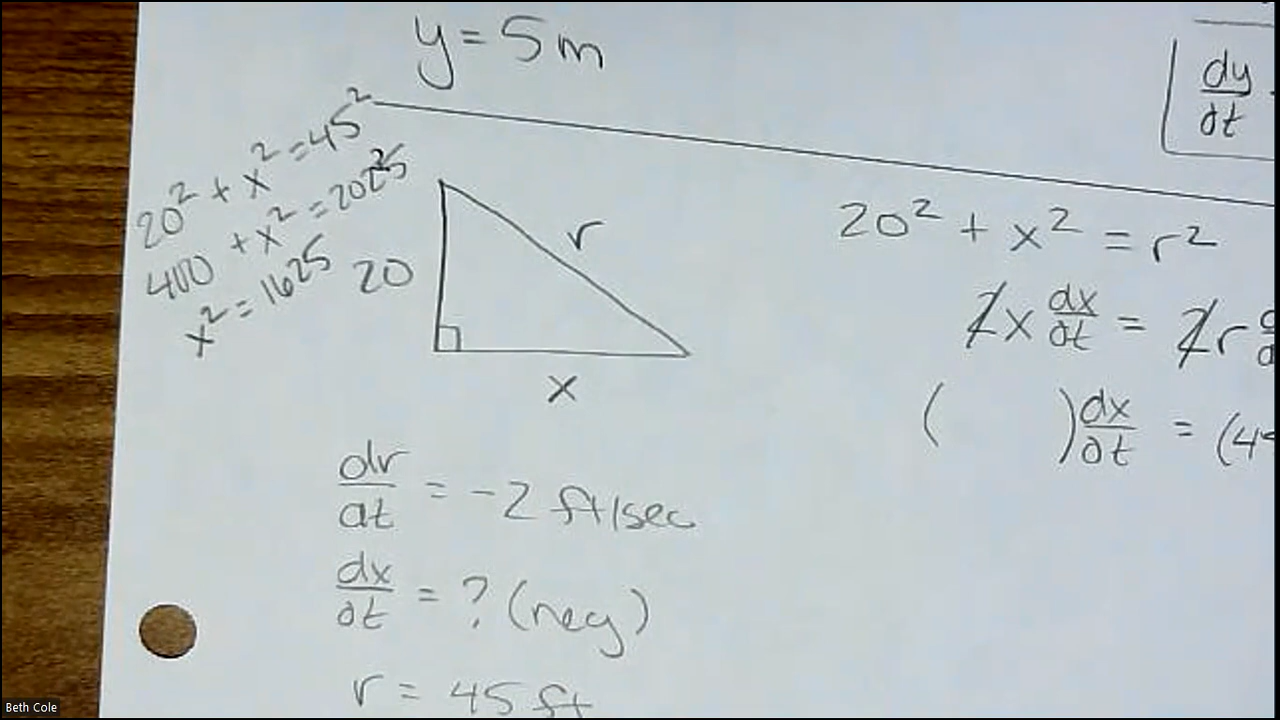 y = 5 m
dy/dt
20² + x² = 45²
400 + x² = 2025
x² = 1625
20
r
x
20² + x² = r²
2x dx/dt = 2r
( ) dx/dt = (4
dr/dt = -2 ft/sec
dx/dt = ? (neg)
r = 45 ft
Beth Cole